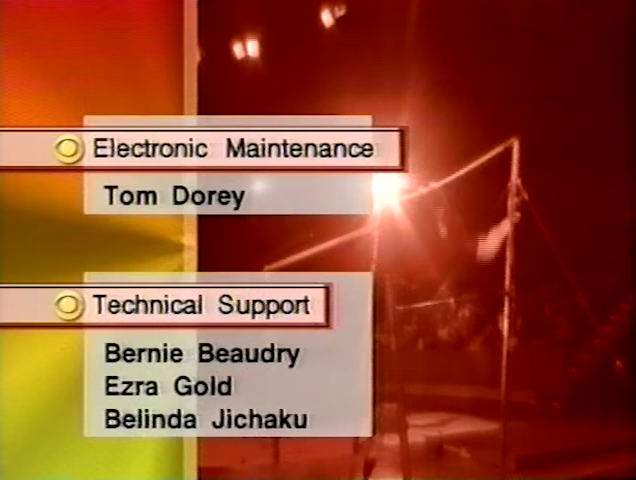 Electronic Maintenance
Tom Dorey
Technical Support
Bernie Beaudry
Ezra Gold
Belinda Jichaku